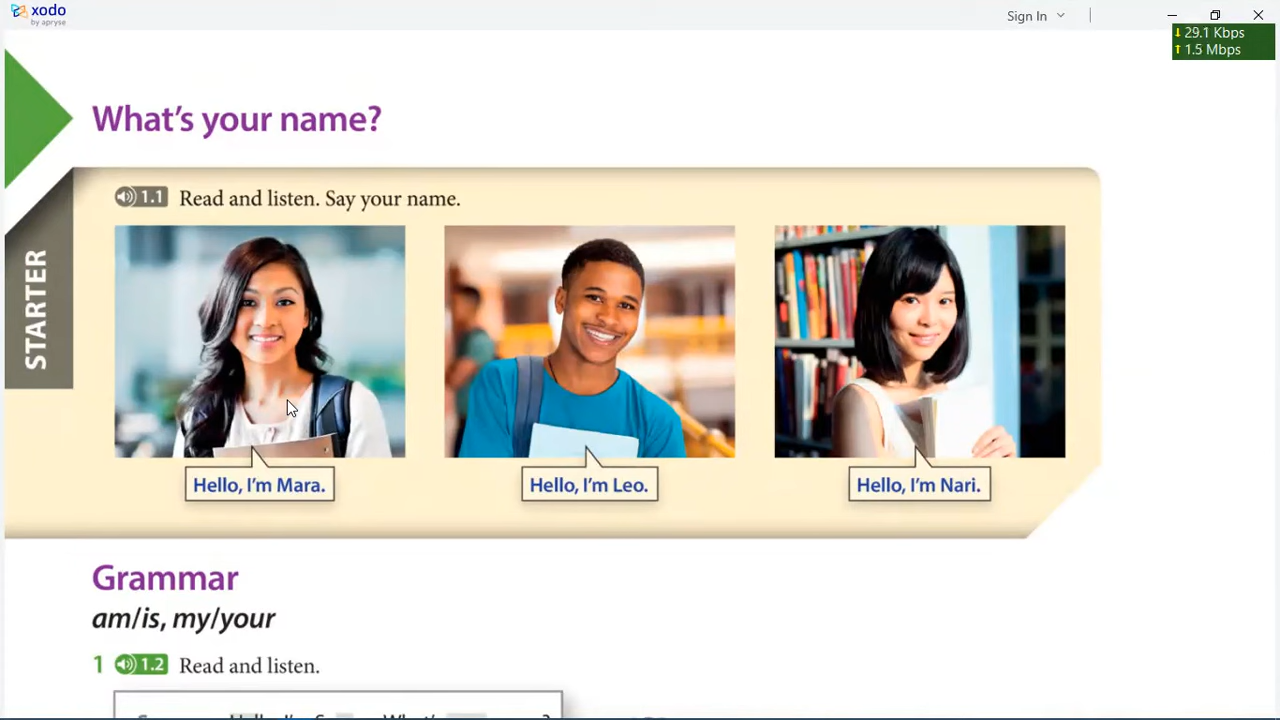 xodo
by apryse
Sign In
29.1 Kbps
1.5 Mbps
What's your name?
STARTER
1.1 Read and listen. Say your name.
Hello, I'm Mara.
Hello, I'm Leo.
Hello, I'm Nari.
Grammar
am/is, my/your
1 1.2 Read and listen.